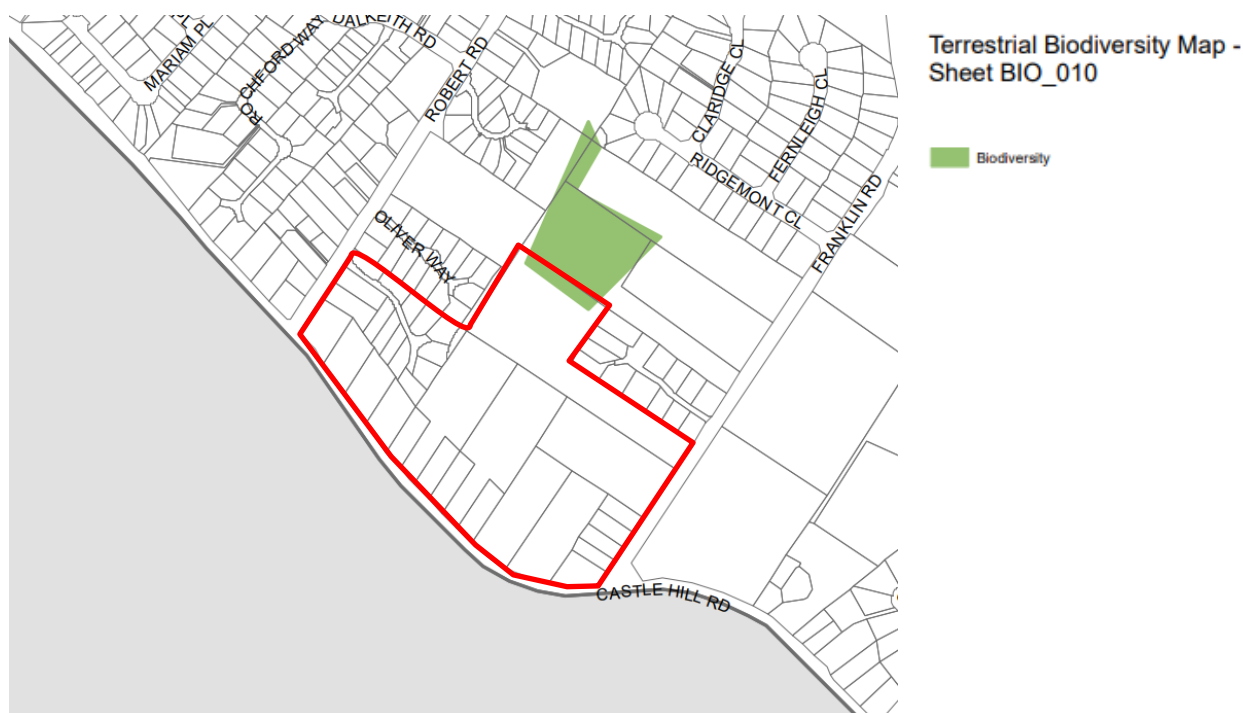 DALKEITH RD
MARIAM PL
ROCHFORD WAY
ROBERT RD
CLARIDGE CL
FERNLEIGH CL
RIDGEMONT CL
FRANKLIN RD
OLIVER WAY
CASTLE HILL RD
Terrestrial Biodiversity Map -
Sheet BIO_010
Biodiversity